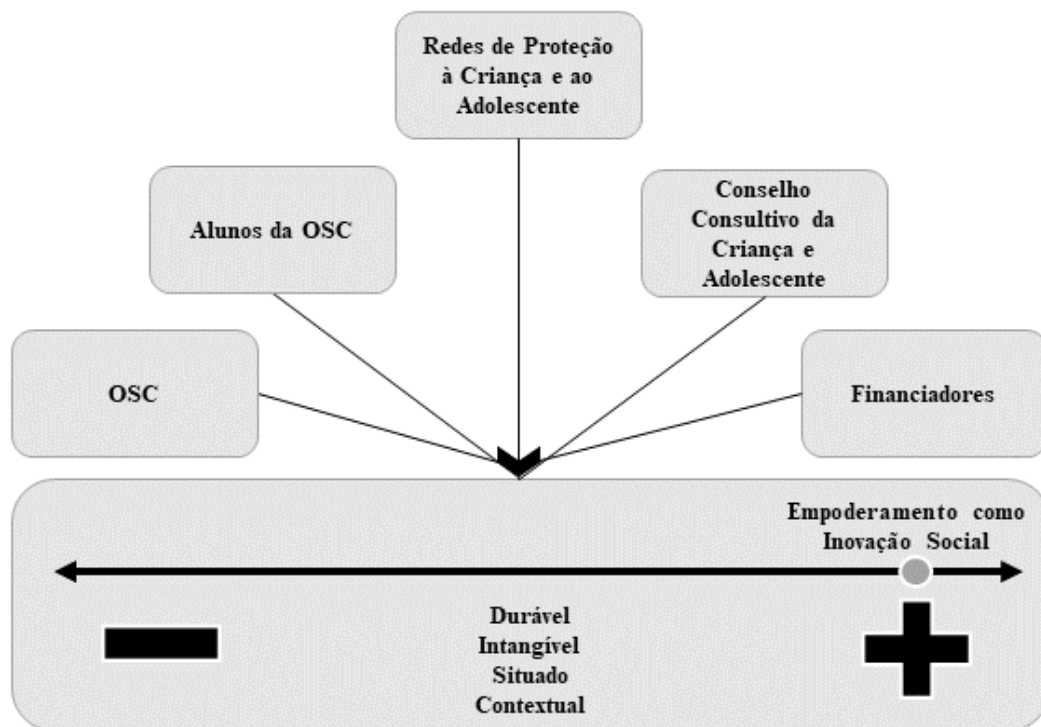 Redes de Proteção
à Criança e ao
Adolescente
Alunos da OSC
Conselho
Consultivo da
Criança e
Adolescente
OSC
Financiadores
Empoderamento como
Inovação Social
Durável
Intangível
Situado
Contextual